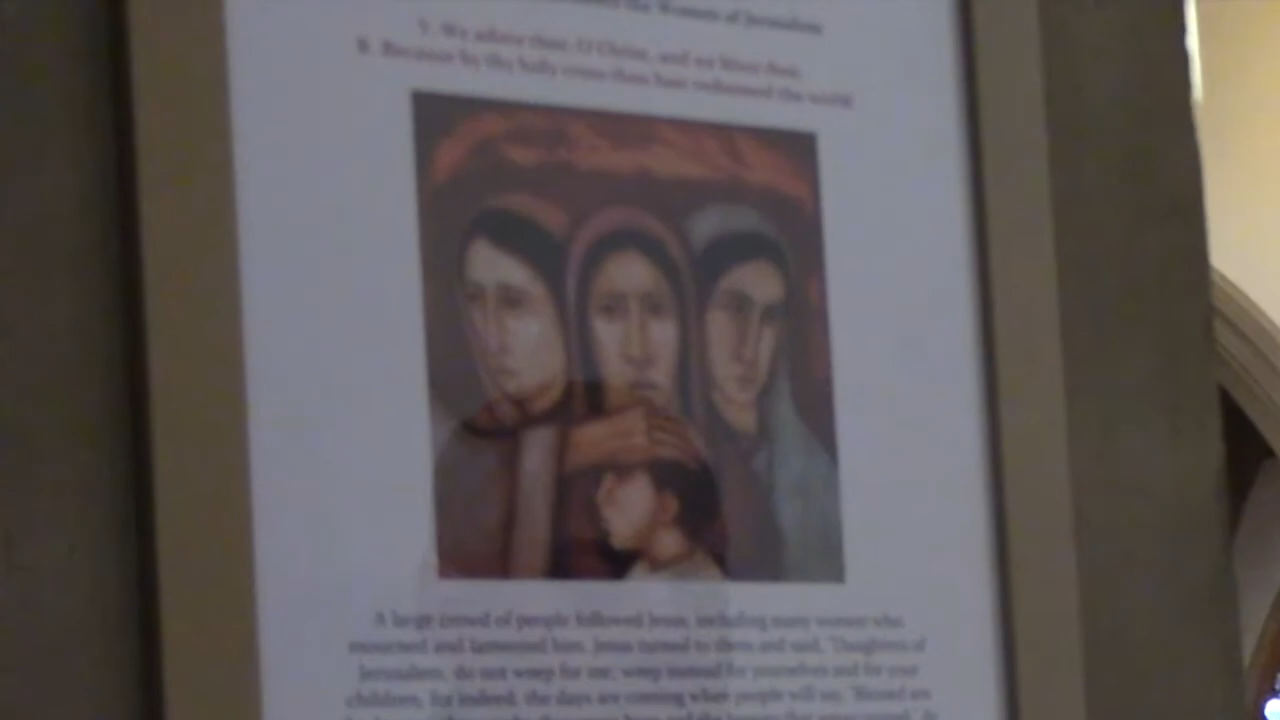 the Women of Jerusalem
V. We adore thee, O Christ, and we bless thee.
R. Because by thy holy cross thou hast redeemed the world
A large crowd of people followed Jesus, including many women who
mourned and lamented him. Jesus turned to them and said, "Daughters of
Jerusalem, do not weep for me; weep instead for yourselves and for your
children, for indeed, the days are coming when people will say, 'Blessed are